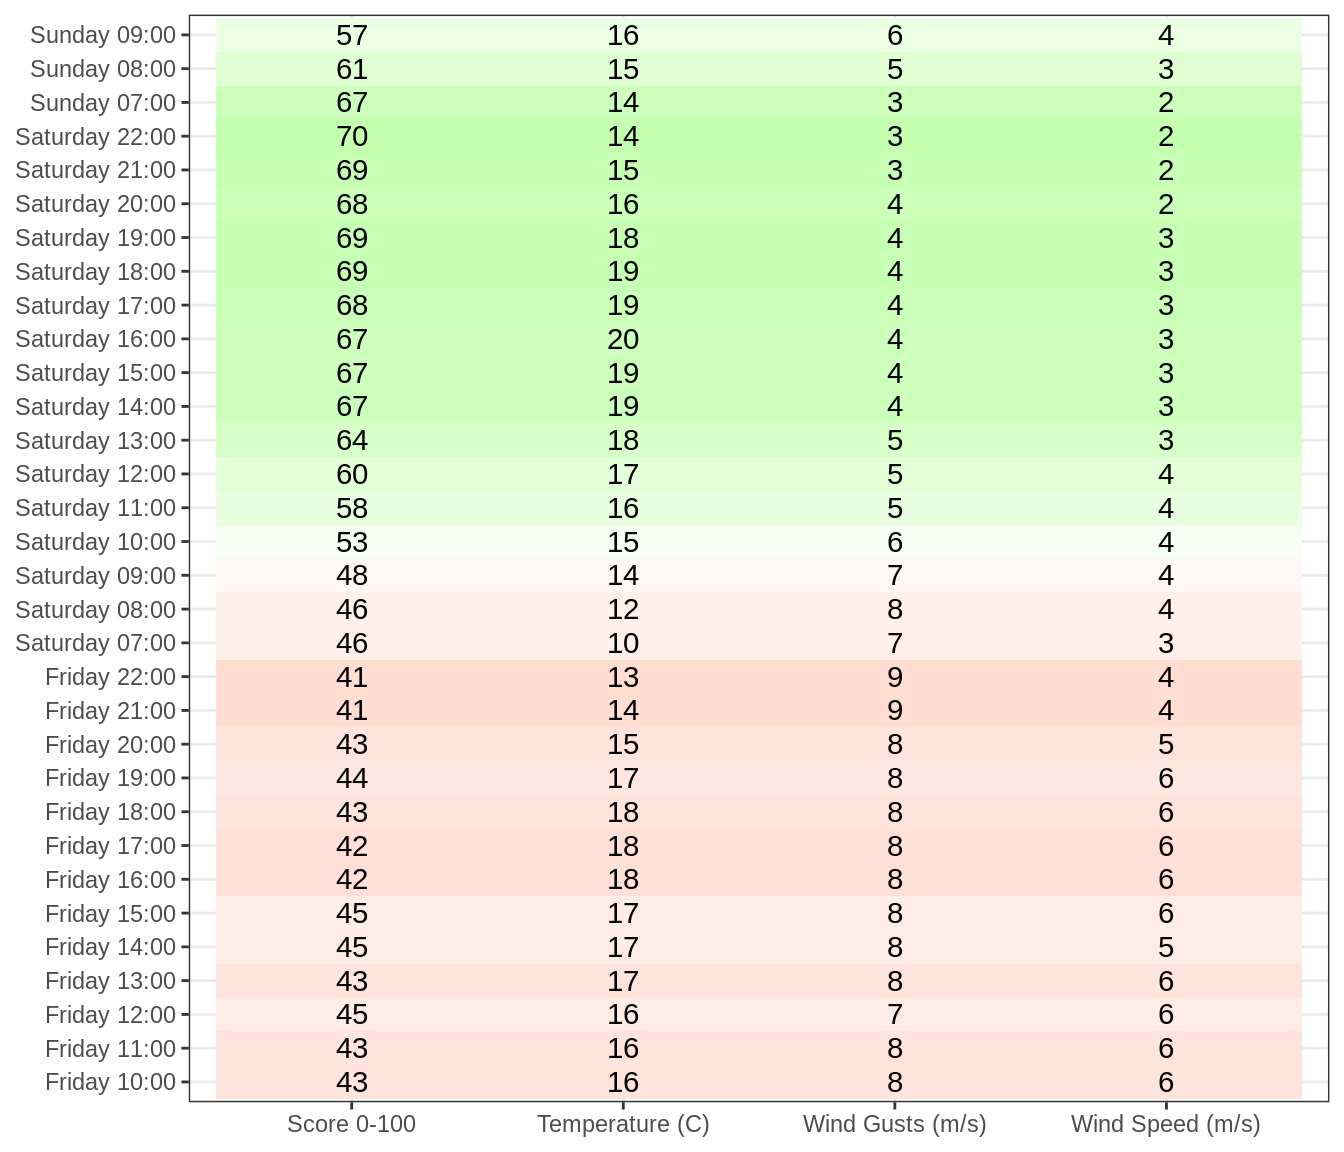 Sunday 09:00 57 16 6 4
Sunday 08:00 61 15 5 3
Sunday 07:00 67 14 3 2
Saturday 22:00 70 14 3 2
Saturday 21:00 69 15 3 2
Saturday 20:00 68 16 4 2
Saturday 19:00 69 18 4 3
Saturday 18:00 69 19 4 3
Saturday 17:00 68 19 4 3
Saturday 16:00 67 20 4 3
Saturday 15:00 67 19 4 3
Saturday 14:00 67 19 4 3
Saturday 13:00 64 18 5 3
Saturday 12:00 60 17 5 4
Saturday 11:00 58 16 5 4
Saturday 10:00 53 15 6 4
Saturday 09:00 48 14 7 4
Saturday 08:00 46 12 8 4
Saturday 07:00 46 10 7 3
Friday 22:00 41 13 9 4
Friday 21:00 41 14 9 4
Friday 20:00 43 15 8 5
Friday 19:00 44 17 8 6
Friday 18:00 43 18 8 6
Friday 17:00 42 18 8 6
Friday 16:00 42 18 8 6
Friday 15:00 45 17 8 6
Friday 14:00 45 17 8 5
Friday 13:00 43 17 8 6
Friday 12:00 45 16 7 6
Friday 11:00 43 16 8 6
Friday 10:00 43 16 8 6
Score 0-100 Temperature (C) Wind Gusts (m/s) Wind Speed (m/s)